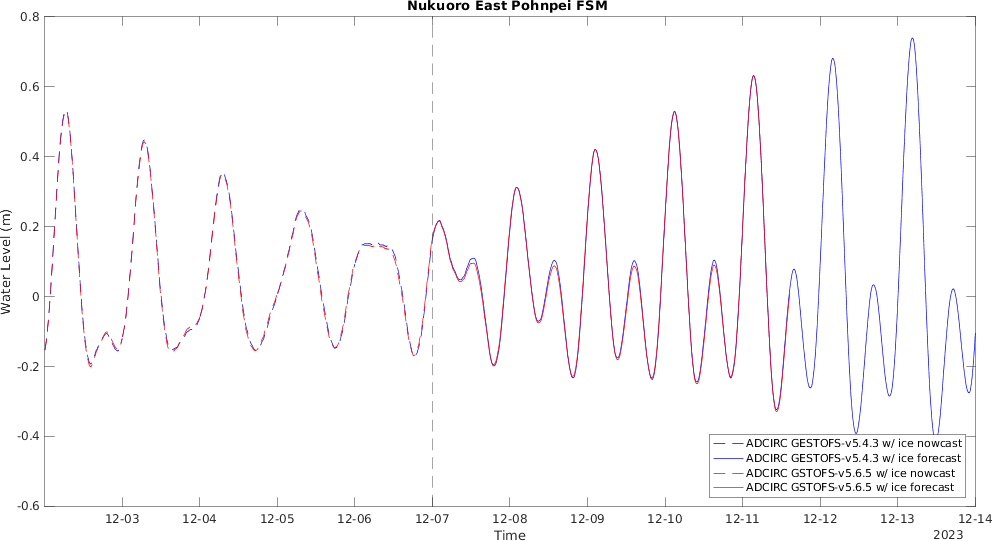 Nukuoro East Pohnpei FSM
Water Level (m)
0.8
0.6
0.4
0.2
0
-0.2
-0.4
-0.6
12-03 12-04 12-05 12-06 12-07 12-08 12-09 12-10 12-11 12-12 12-13 12-14
Time
2023
ADCIRC GESTOFS-v5.4.3 w/ ice nowcast
ADCIRC GESTOFS-v5.4.3 w/ ice forecast
ADCIRC GSTOFS-v5.6.5 w/ ice nowcast
ADCIRC GSTOFS-v5.6.5 w/ ice forecast